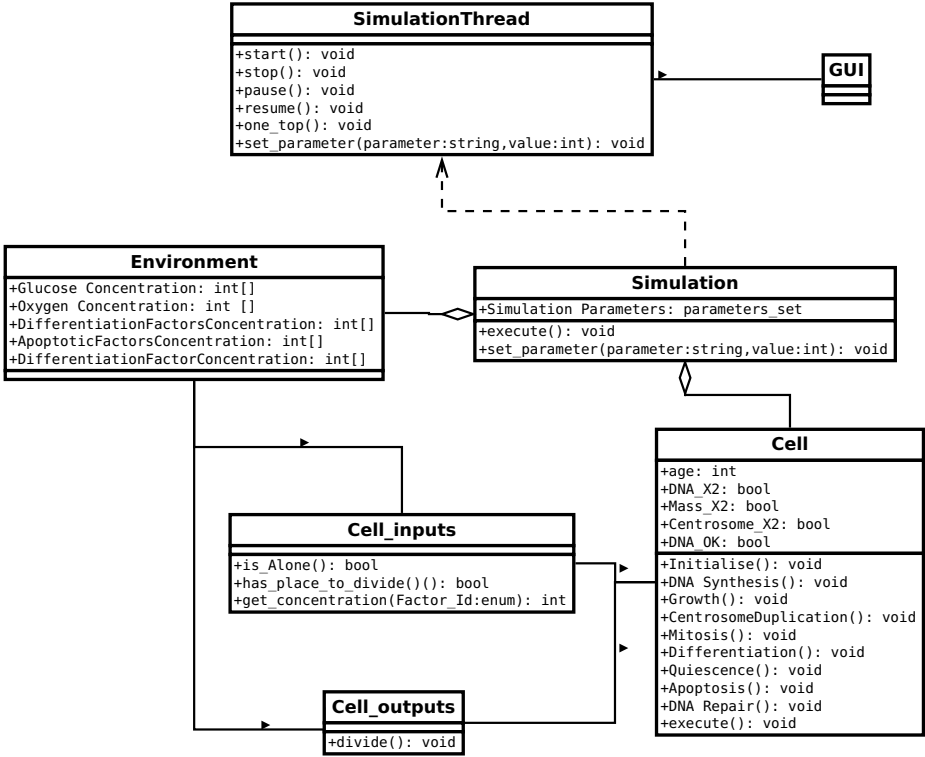 SimulationThread
+start(): void
+stop(): void
+pause(): void
+resume(): void
+one_top(): void
+set_parameter(parameter:string,value:int): void
GUI
Environment
+Glucose Concentration: int[]
+Oxygen Concentration: int []
+DifferentiationFactorsConcentration: int[]
+ApoptoticFactorsConcentration: int[]
+DifferentiationFactorConcentration: int[]
Simulation
+Simulation Parameters: parameters_set
+execute(): void
+set_parameter(parameter:string,value:int): void
Cell
+age: int
+DNA_X2: bool
+Mass_X2: bool
+Centrosome_X2: bool
+DNA_OK: bool
+Initialise(): void
+DNA Synthesis(): void
+Growth(): void
+CentrosomeDuplication(): void
+Mitosis(): void
+Differentiation(): void
+Quiescence(): void
+Apoptosis(): void
+DNA Repair(): void
+execute(): void
Cell_inputs
+is_Alone(): bool
+has_place_to_divide()(): bool
+get_concentration(Factor_Id:enum): int
Cell_outputs
+divide(): void